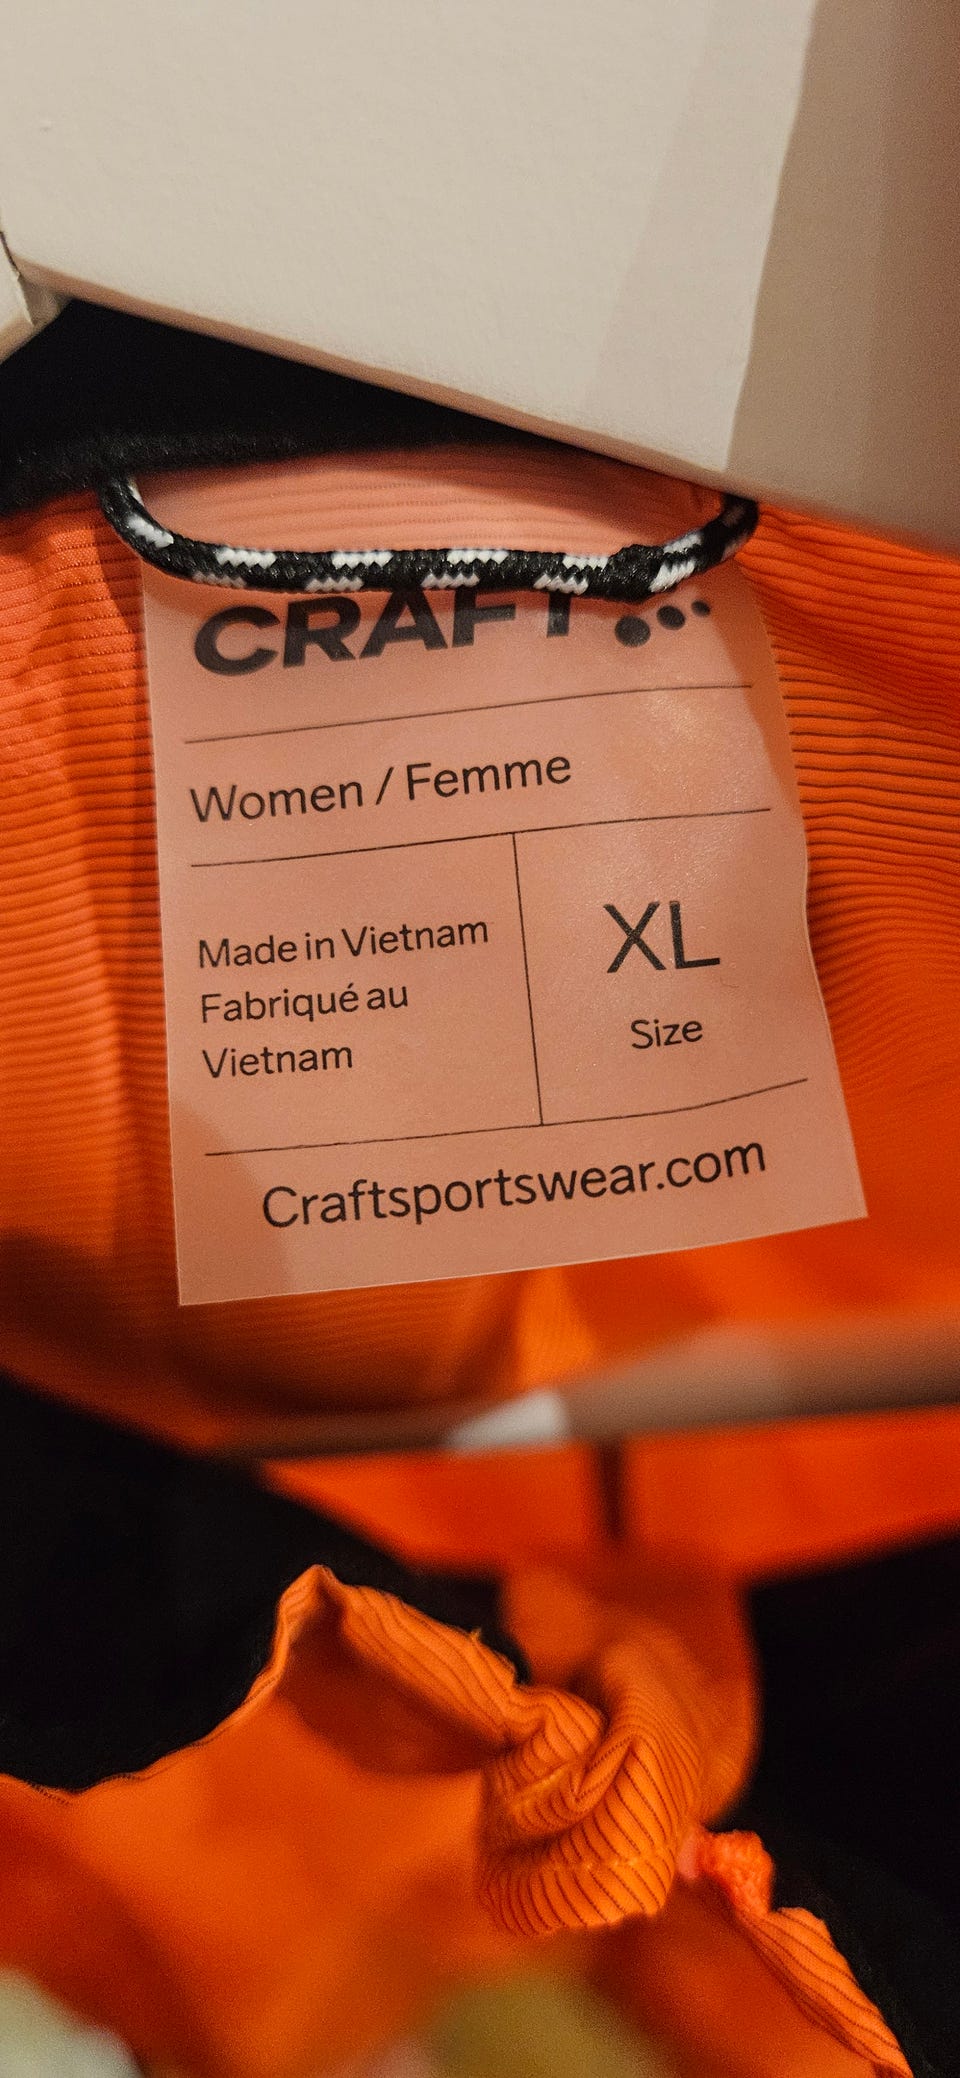 CRAFT
Women / Femme
Made in Vietnam
Fabriqué au
Vietnam
XL
Size
Craftsportswear.com